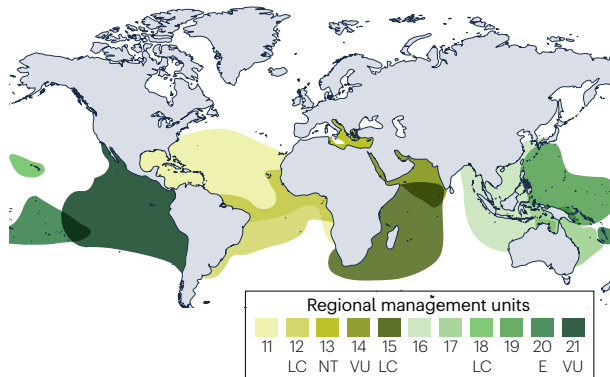 Regional management units
11 12 13 14 15 16 17 18 19 20 21
LC NT VU LC LC E VU